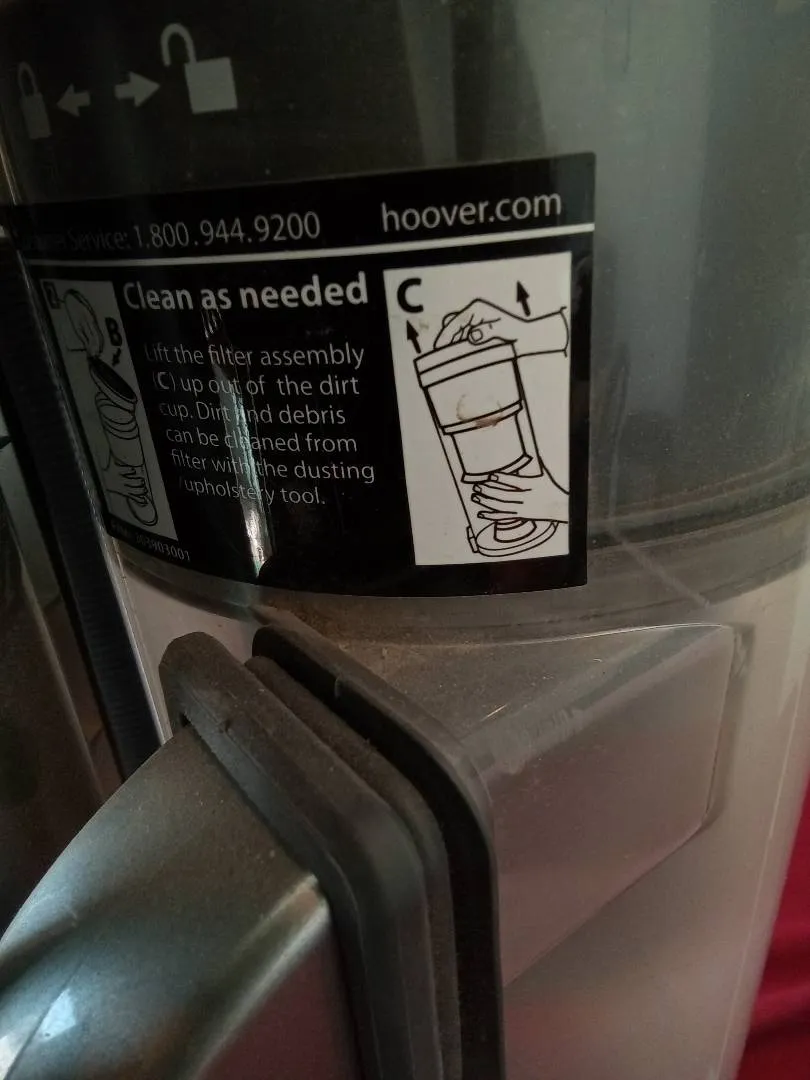 Service: 1.800.944.9200
hoover.com
B
Clean as needed
Lift the filter assembly
(C) up out of the dirt
cup. Dirt and debris
can be cleaned from
filter with the dusting
/upholstery tool.
C
303903001